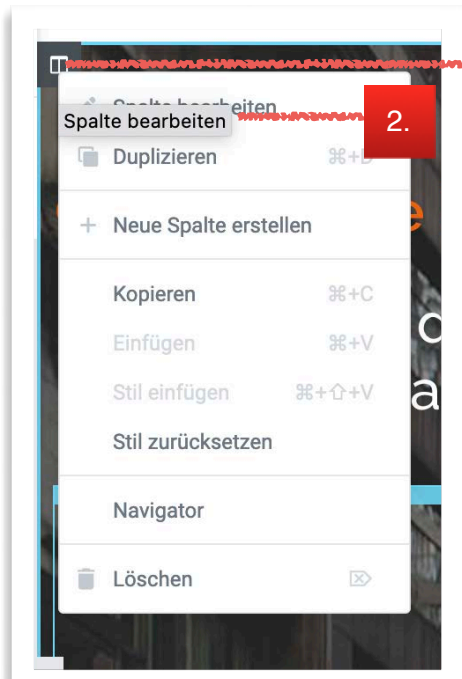 Spalte bearbeiten
Spalte bearbeiten
2.
Duplizieren ⌘+D
+ Neue Spalte erstellen
e
Kopieren ⌘+C
Einfügen ⌘+V
Stil einfügen ⌘+⇧+V
a
Stil zurücksetzen
Navigator
Löschen